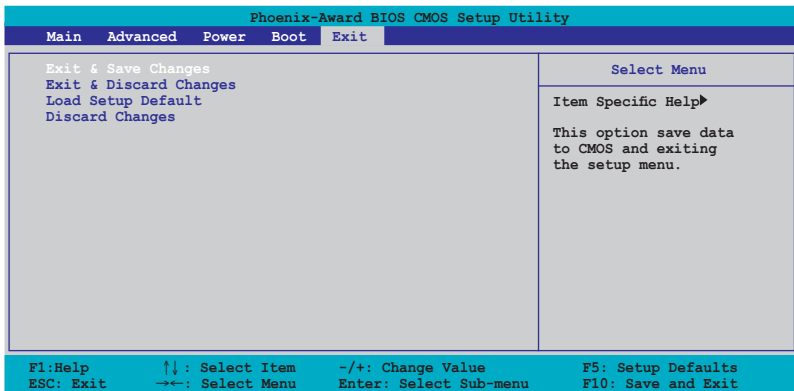 Phoenix-Award BIOS CMOS Setup Utility
Main Advanced Power Boot Exit
Exit & Save Changes
Exit & Discard Changes
Load Setup Default
Discard Changes
Select Menu
Item Specific Help▶
This option save data
to CMOS and exiting
the setup menu.
F1:Help ↑↓: Select Item -/+: Change Value F5: Setup Defaults
ESC: Exit →←: Select Menu Enter: Select Sub-menu F10: Save and Exit